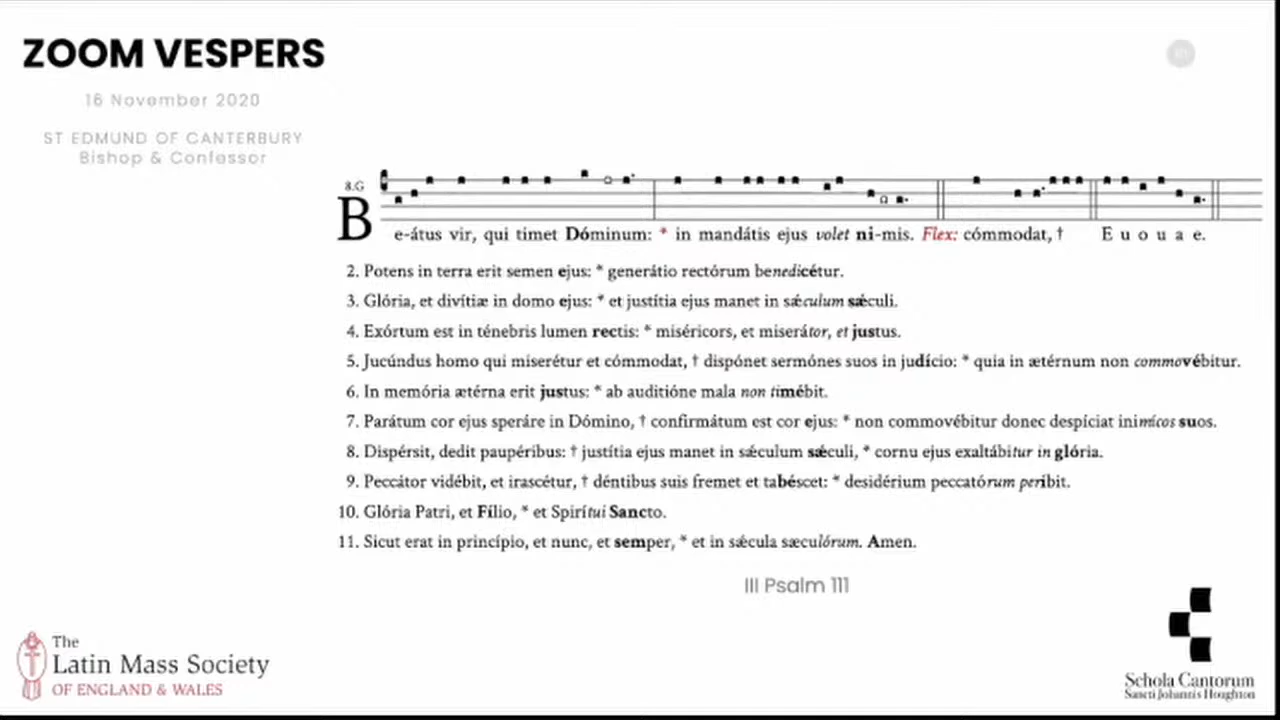 ZOOM VESPERS
16 November 2020
ST EDMUND OF CANTERBURY
Bishop & Confessor
8.G
Be-átus vir, qui timet Dóminum: * in mandátis ejus volet ni-mis. Flex: cómmodat, † E u o u a e.
2. Potens in terra erit semen ejus: * generátio rectórum benedicétur.
3. Glória, et divítiæ in domo ejus: * et justítia ejus manet in sǽculum sǽculi.
4. Exórtum est in ténebris lumen rectis: * miséricors, et miserátor, et justus.
5. Jucúndus homo qui miserétur et cómmodat, † dispónet sermónes suos in judício: * quia in ætérnum non commovébitur.
6. In memória ætérna erit justus: * ab auditióne mala non timébit.
7. Parátum cor ejus speráre in Dómino, † confirmátum est cor ejus: * non commovébitur donec despíciat inimícos suos.
8. Dispérsit, dedit paupéribus: † justítia ejus manet in sǽculum sǽculi, * cornu ejus exaltábitur in glória.
9. Peccátor vidébit, et irascétur, † déntibus suis fremet et tabéscet: * desidérium peccatórum períbit.
10. Glória Patri, et Fílio, * et Spirítui Sancto.
11. Sicut erat in princípio, et nunc, et semper, * et in sǽcula sæculórum. Amen.
III Psalm 111
The
Latin Mass Society
OF ENGLAND & WALES
Schola Cantorum
Sancti Johannis Houghton